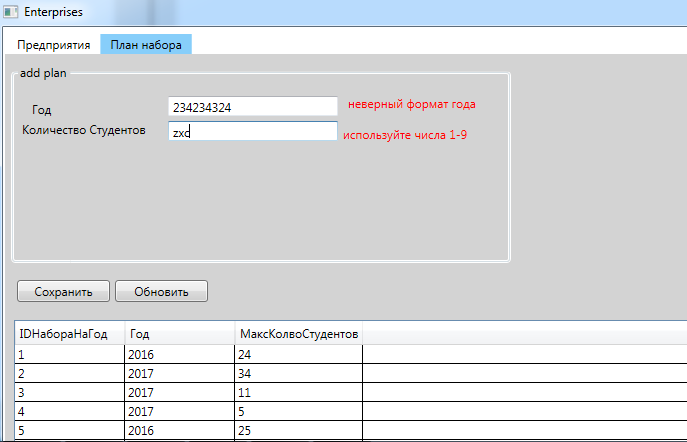 Enterprises
Предприятия План набора
add plan
Год 234234324 неверный формат года
Количество Студентов zxc используйте числа 1-9
Сохранить Обновить
IDНабораНаГод Год МаксКолвоСтудентов
1 2016 24
2 2017 34
3 2017 11
4 2017 5
5 2016 25